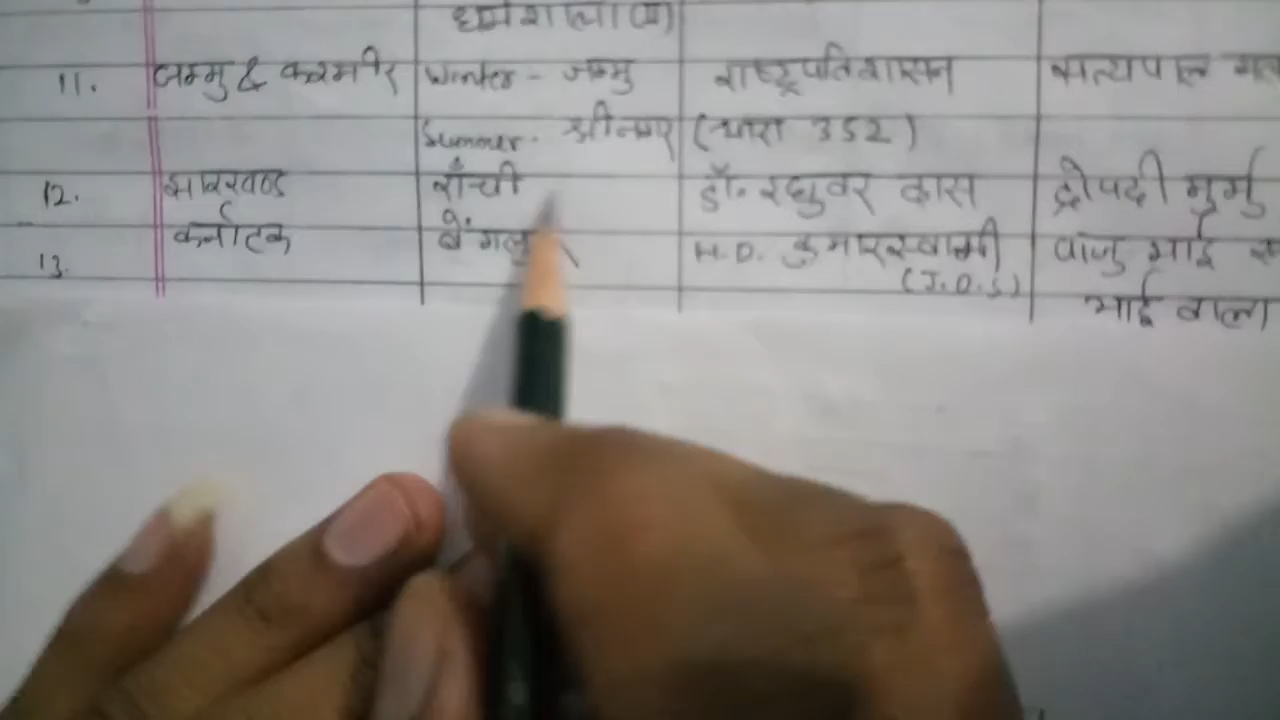 धर्मशाला
11. जम्मु & कश्मीर Winter - जम्मु राष्ट्रपति शासन सत्यपाल
Summer - श्रीनगर (धारा 352)
12. झारखण्ड राँची डॉ. रघुवर दास द्रोपदी मुर्मु
13. कर्नाटक बेंगलुरू H.D. कुमारस्वामी वाजु भाई
(J.D.S)
भाई वाला